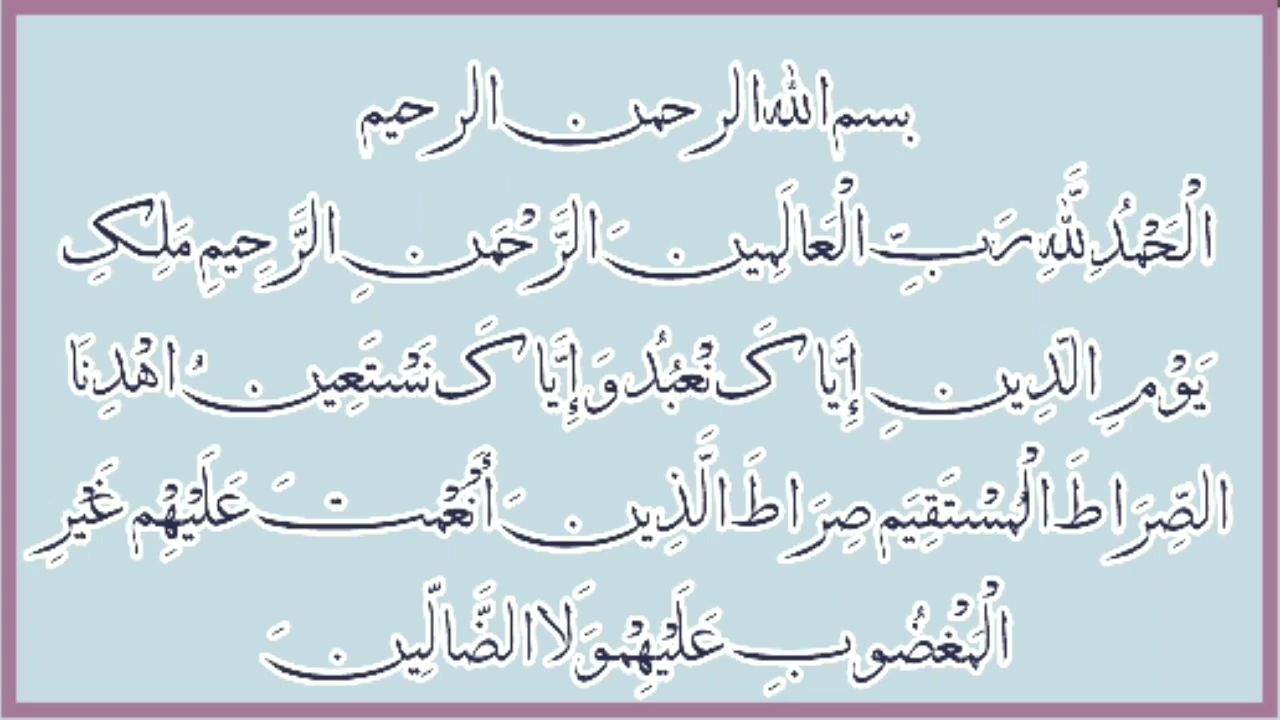 بسم الله الرحمن الرحيم
الْحَمْدُ لِلَّهِ رَبِّ الْعَالَمِينَ الرَّحْمَنِ الرَّحِيمِ مَلِكِ
يَوْمِ الدِّينِ إِيَّاكَ نَعْبُدُ وَإِيَّاكَ نَسْتَعِينُ اهْدِنَا
الصِّرَاطَ الْمُسْتَقِيَم صِرَاطَ الَّذِينَ أَنْعَمْتَ عَلَيْهِم غَيْرِ
الْمَغْضُوبِ عَلَيْهِمْ وَلَا الضَّالِّينَ